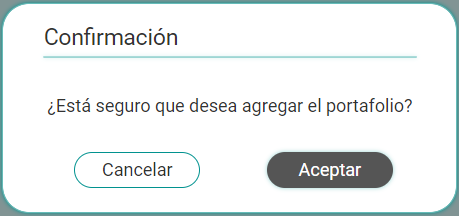 Confirmación
¿Está seguro que desea agregar el portafolio?
Cancelar
Aceptar